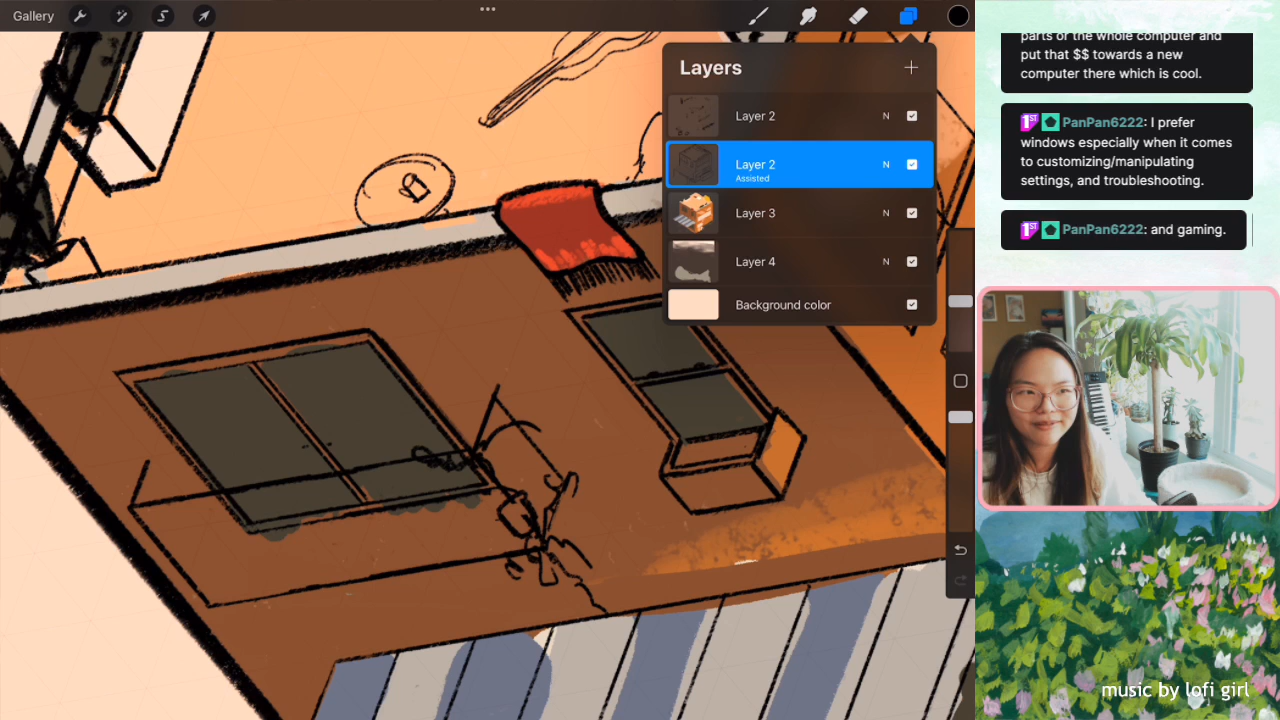 Gallery
Layers
Layer 2
N
Layer 2
N
Assisted
Layer 3
N
Layer 4
N
Background color
parts or the whole computer and
put that $$ towards a new
computer there which is cool.
1ST PanPan6222: I prefer
windows especially when it comes
to customizing/manipulating
settings, and troubleshooting.
1ST PanPan6222: and gaming.
music by lofi girl